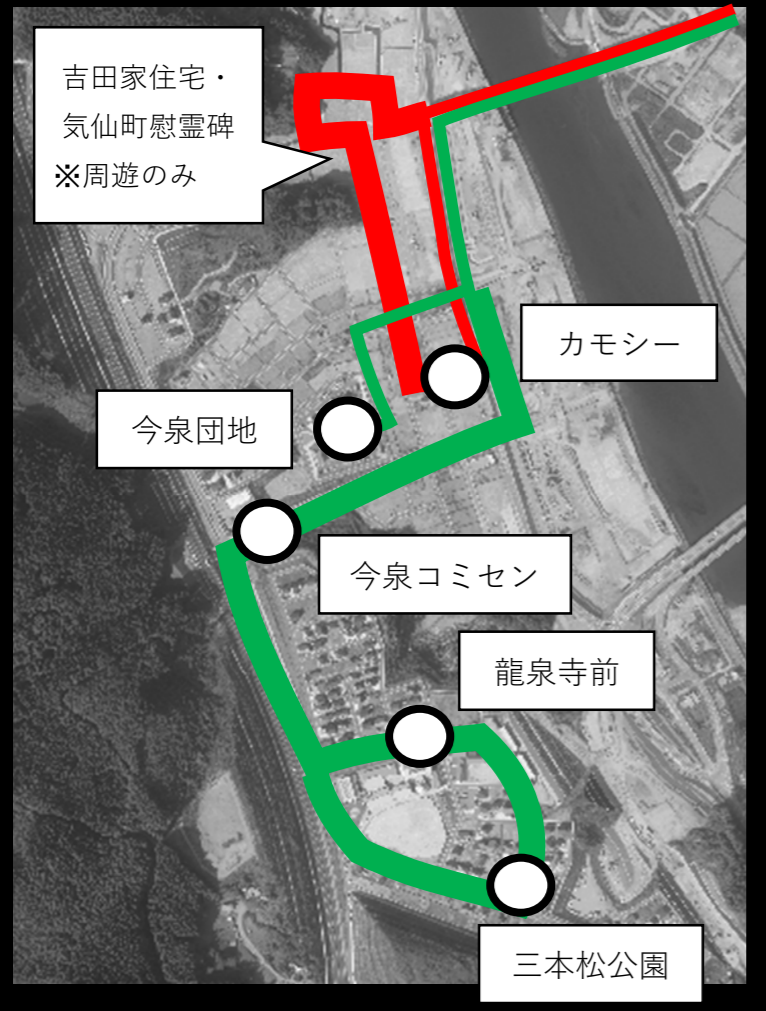 吉田家住宅・
気仙町慰霊碑
※周遊のみ
カモシー
今泉団地
今泉コミセン
龍泉寺前
三本松公園